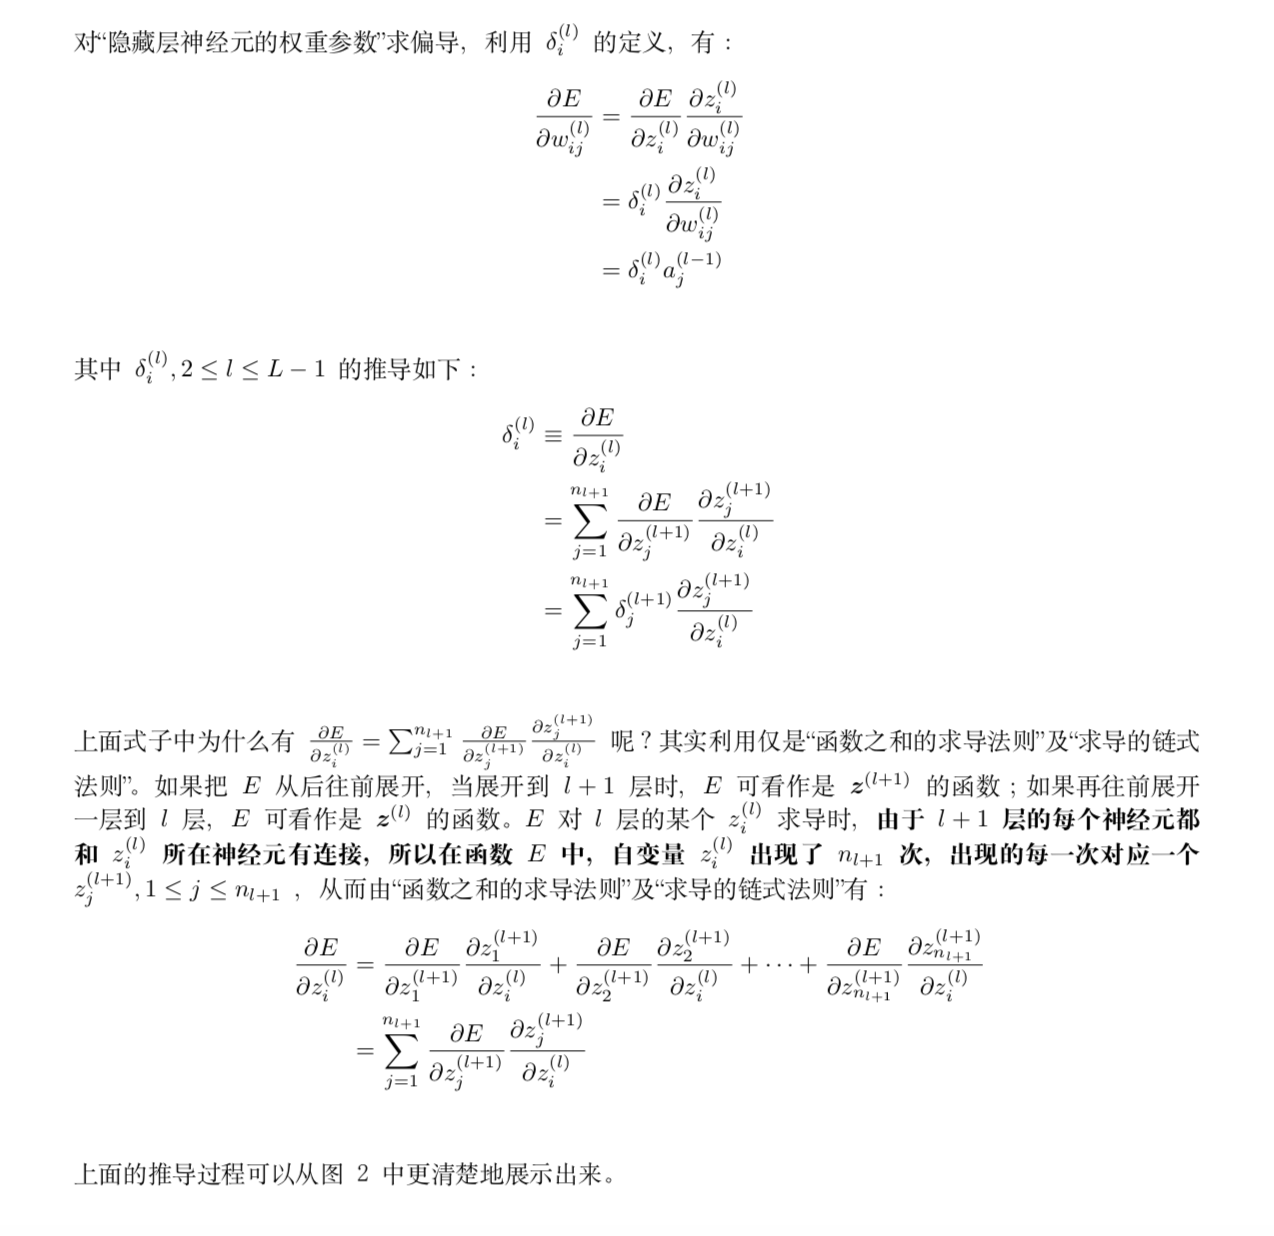 对“隐藏层神经元的权重参数”求偏导, 利用 $\delta_i^{(l)}$ 的定义, 有：
$\frac{\partial E}{\partial w_{ij}^{(l)}} = \frac{\partial E}{\partial z_i^{(l)}} \frac{\partial z_i^{(l)}}{\partial w_{ij}^{(l)}}$
$= \delta_i^{(l)} \frac{\partial z_i^{(l)}}{\partial w_{ij}^{(l)}}$
$= \delta_i^{(l)} a_j^{(l-1)}$
其中 $\delta_i^{(l)}, 2 \leq l \leq L-1$ 的推导如下：
$\delta_i^{(l)} \equiv \frac{\partial E}{\partial z_i^{(l)}}$
$= \sum_{j=1}^{n_{l+1}} \frac{\partial E}{\partial z_j^{(l+1)}} \frac{\partial z_j^{(l+1)}}{\partial z_i^{(l)}}$
$= \sum_{j=1}^{n_{l+1}} \delta_j^{(l+1)} \frac{\partial z_j^{(l+1)}}{\partial z_i^{(l)}}$
上面式子中为什么有 $\frac{\partial E}{\partial z_i^{(l)}} = \sum_{j=1}^{n_{l+1}} \frac{\partial E}{\partial z_j^{(l+1)}} \frac{\partial z_j^{(l+1)}}{\partial z_i^{(l)}}$ 呢？其实利用仅是“函数之和的求导法则”及“求导的链式
法则”。如果把 $E$ 从后往前展开, 当展开到 $l+1$ 层时, $E$ 可看作是 $\boldsymbol{z}^{(l+1)}$ 的函数；如果再往前展开
一层到 $l$ 层, $E$ 可看作是 $\boldsymbol{z}^{(l)}$ 的函数。$E$ 对 $l$ 层的某个 $z_i^{(l)}$ 求导时, 由于 $l+1$ 层的每个神经元都
和 $z_i^{(l)}$ 所在神经元有连接, 所以在函数 $E$ 中, 自变量 $z_i^{(l)}$ 出现了 $n_{l+1}$ 次, 出现的每一次对应一个
$z_j^{(l+1)}, 1 \leq j \leq n_{l+1}$ ，从而由“函数之和的求导法则”及“求导的链式法则”有：
$\frac{\partial E}{\partial z_i^{(l)}} = \frac{\partial E}{\partial z_1^{(l+1)}} \frac{\partial z_1^{(l+1)}}{\partial z_i^{(l)}} + \frac{\partial E}{\partial z_2^{(l+1)}} \frac{\partial z_2^{(l+1)}}{\partial z_i^{(l)}} + \cdots + \frac{\partial E}{\partial z_{n_{l+1}}^{(l+1)}} \frac{\partial z_{n_{l+1}}^{(l+1)}}{\partial z_i^{(l)}}$
$= \sum_{j=1}^{n_{l+1}} \frac{\partial E}{\partial z_j^{(l+1)}} \frac{\partial z_j^{(l+1)}}{\partial z_i^{(l)}}$
上面的推导过程可以从图 2 中更清楚地展示出来。